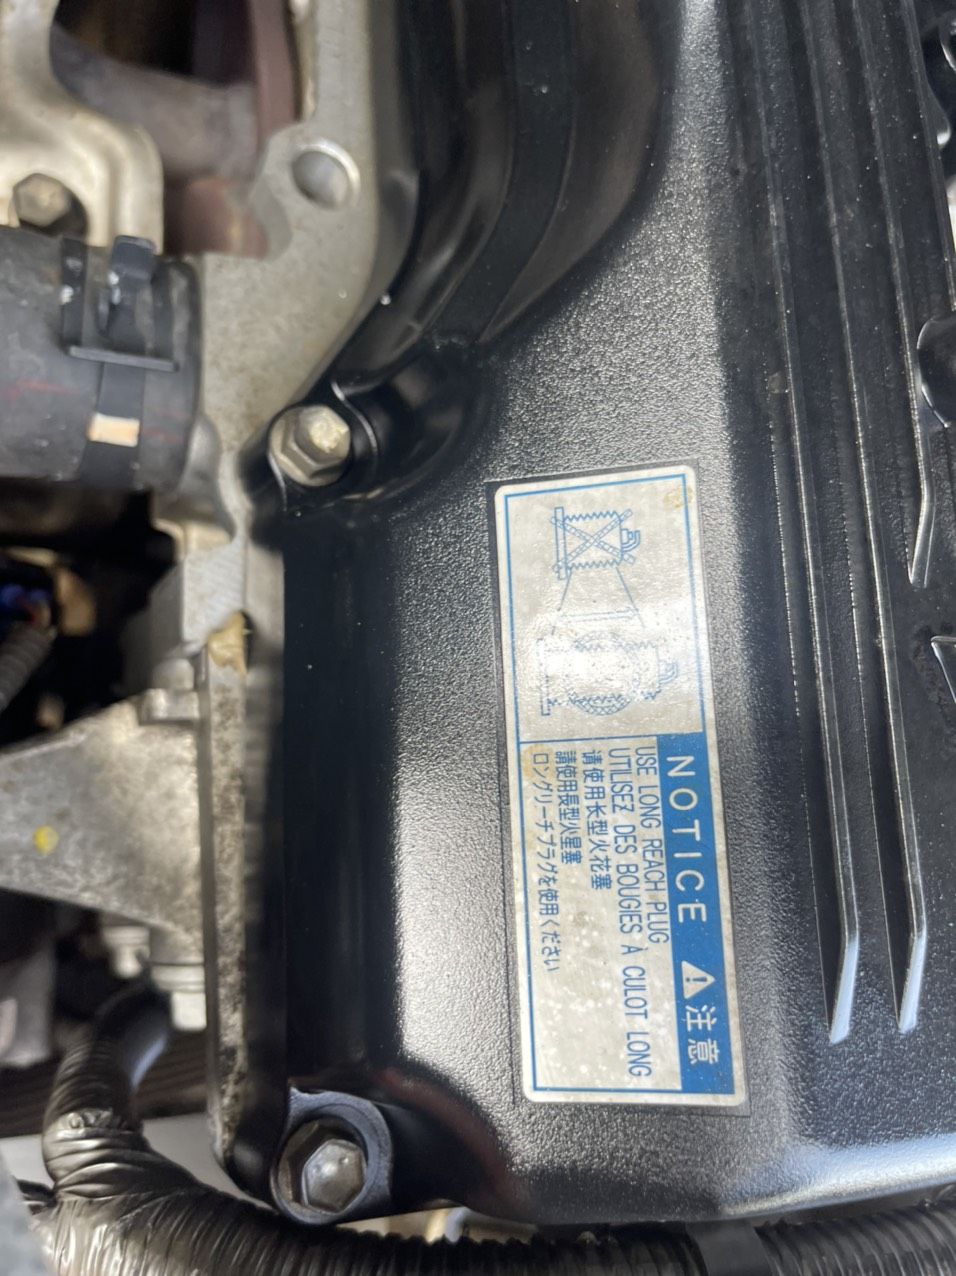 NOTICE ⚠注意
USE LONG REACH PLUG
UTILISEZ DES BOUGIES À CULOT LONG
请使用长型火花塞
請使用長型火星塞
ロングリーチプラグを使用ください